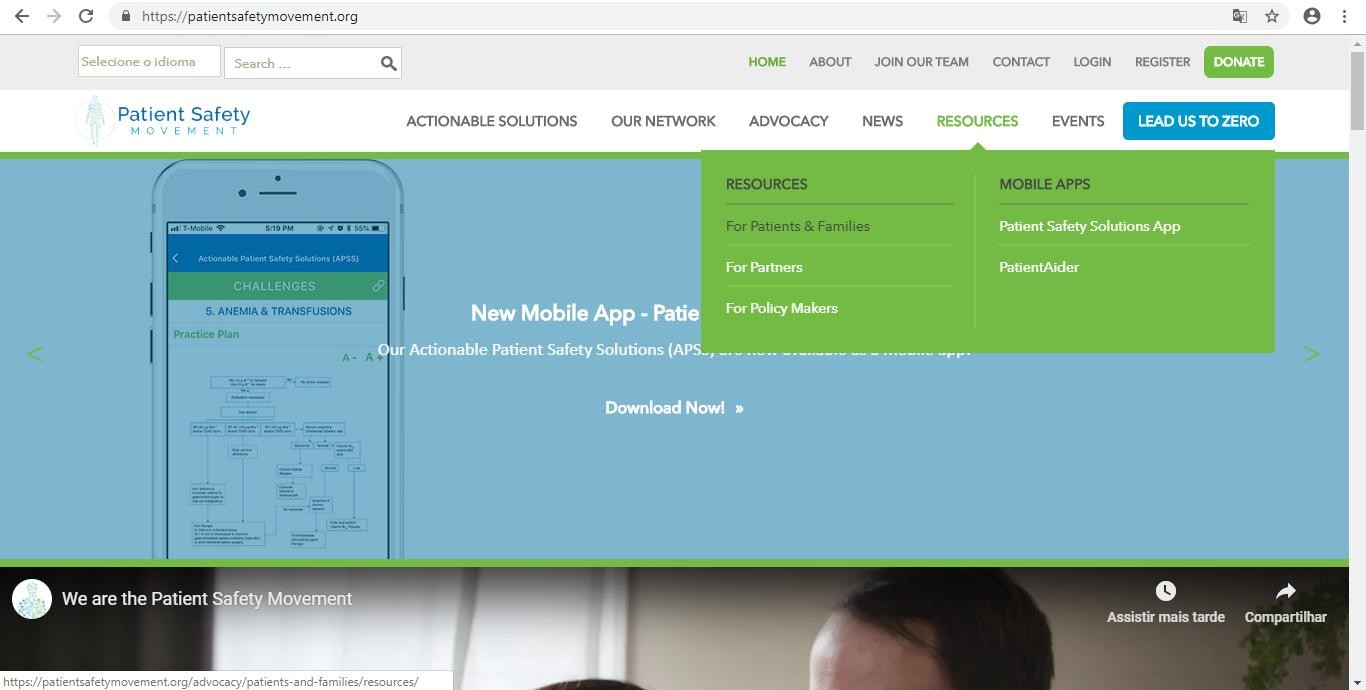 https://patientsafetymovement.org
Selecione o idioma
Search ...
HOME ABOUT JOIN OUR TEAM CONTACT LOGIN REGISTER DONATE
Patient Safety
MOVEMENT
ACTIONABLE SOLUTIONS OUR NETWORK ADVOCACY NEWS RESOURCES EVENTS LEAD US TO ZERO
RESOURCES
For Patients & Families
For Partners
For Policy Makers
MOBILE APPS
Patient Safety Solutions App
PatientAider
T-Mobile 5:19 PM 55%
Actionable Patient Safety Solutions (APSS)
CHALLENGES
5. ANEMIA & TRANSFUSIONS
Practice Plan
A - A +
<
New Mobile App - Patie
Our Actionable Patient Safety Solutions (APSS) are now available as a mobile app.
Download Now! »
>
We are the Patient Safety Movement
Assistir mais tarde
Compartilhar
https://patientsafetymovement.org/advocacy/patients-and-families/resources/